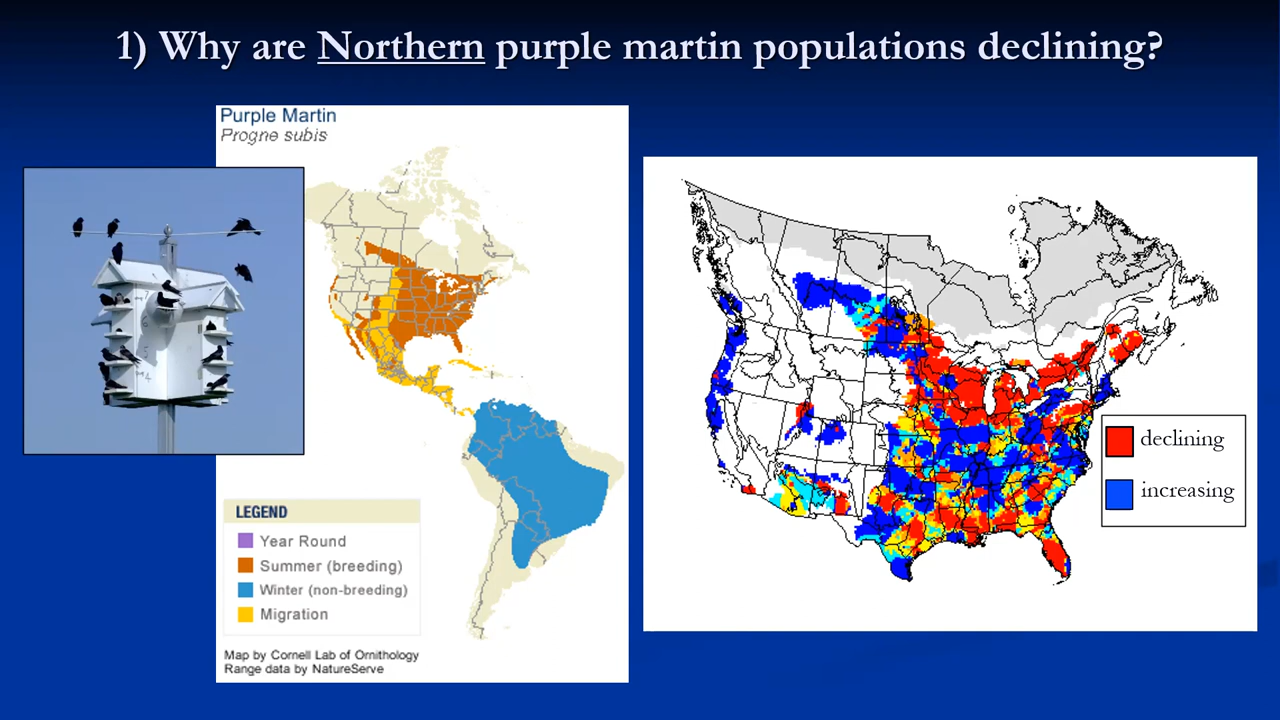 1) Why are Northern purple martin populations declining?
Purple Martin
Progne subis
LEGEND
Year Round
Summer (breeding)
Winter (non-breeding)
Migration
Map by Cornell Lab of Ornithology
Range data by NatureServe
declining
increasing